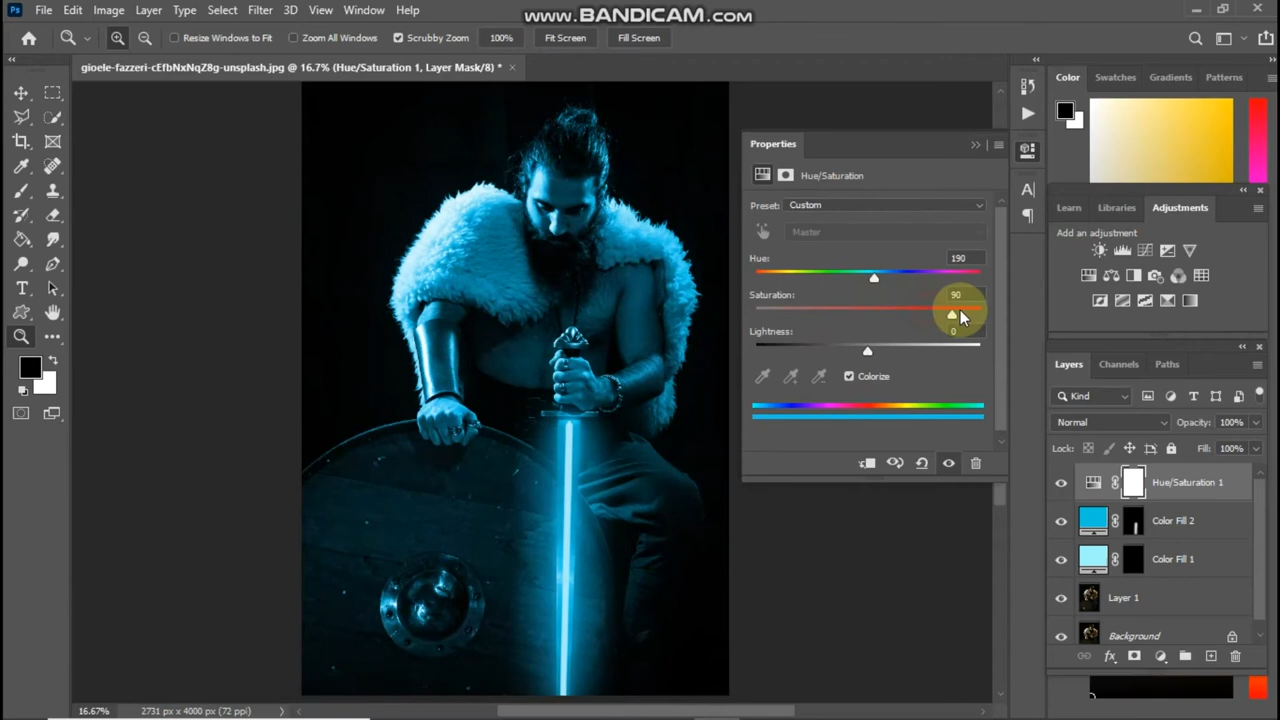 Ps File Edit Image Layer Type Select Filter 3D View Window Help
www.BANDICAM.com
Resize Windows to Fit Zoom All Windows Scrubby Zoom 100% Fit Screen Fill Screen
gioele-fazzeri-cEfbNxNqZ8g-unsplash.jpg @ 16.7% (Hue/Saturation 1, Layer Mask/8) *
Color Swatches Gradients Patterns
Properties
Hue/Saturation
Preset: Custom
Master
Hue: 190
Saturation: 90
Lightness: 0
Colorize
Learn Libraries Adjustments
Add an adjustment
Layers Channels Paths
Kind
Normal Opacity: 100%
Lock: Fill: 100%
Hue/Saturation 1
Color Fill 2
Color Fill 1
Layer 1
Background
16.67% 2731 px x 4000 px (72 ppi)